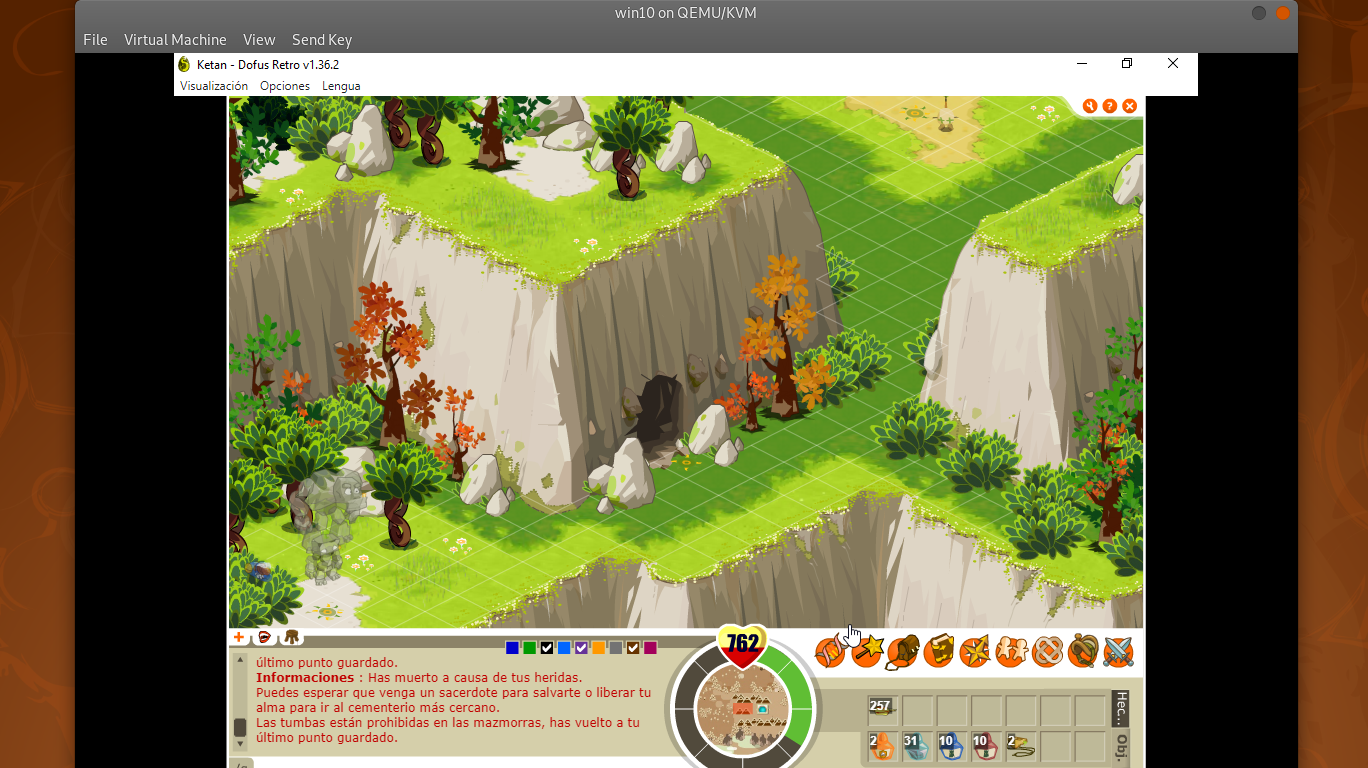 win10 on QEMU/KVM
File Virtual Machine View Send Key
Ketan - Dofus Retro v1.36.2
Visualización Opciones Lengua
?
762
último punto guardado.
Informaciones : Has muerto a causa de tus heridas.
Puedes esperar que venga un sacerdote para salvarte o liberar tu
alma para ir al cementerio más cercano.
Las tumbas están prohibidas en las mazmorras, has vuelto a tu
último punto guardado.
257
Hec...
2 31 10 10 2
Obj.